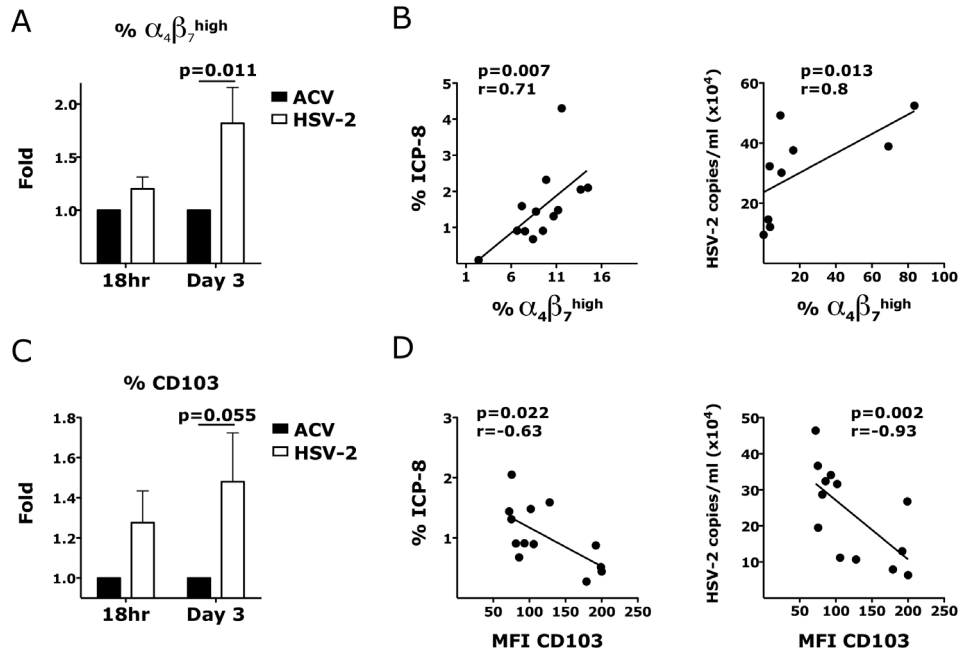 A
% α₄β₇ʰⁱᵍʰ
p=0.011
ACV
HSV-2
Fold
2.0
1.5
1.0
18hr
Day 3
B
p=0.007
r=0.71
% ICP-8
5
4
3
2
1
1
6
11
16
% α₄β₇ʰⁱᵍʰ
p=0.013
r=0.8
HSV-2 copies/ml (x10⁴)
60
40
20
0
0
20
40
60
80
100
% α₄β₇ʰⁱᵍʰ
C
% CD103
p=0.055
ACV
HSV-2
Fold
1.8
1.6
1.4
1.2
1.0
18hr
Day 3
D
p=0.022
r=-0.63
% ICP-8
3
2
1
50
100
150
200
250
MFI CD103
p=0.002
r=-0.93
HSV-2 copies/ml (x10⁴)
50
40
30
20
10
50
100
150
200
250
MFI CD103